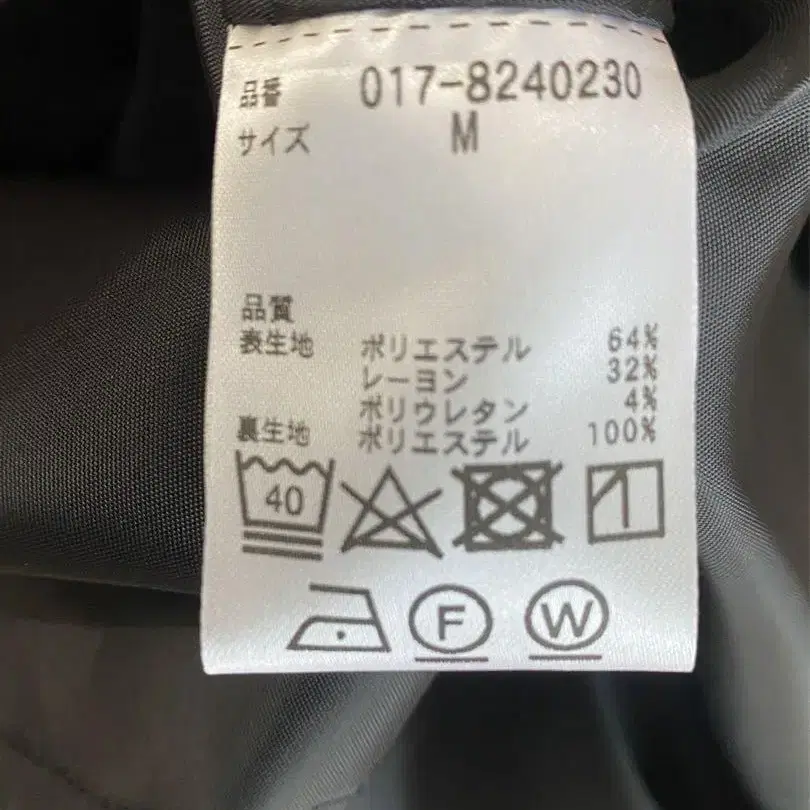 品番 017-8240230
サイズ M
品質
表生地 ポリエステル 64%
レーヨン 32%
ポリウレタン 4%
裏生地 ポリエステル 100%
40
F W